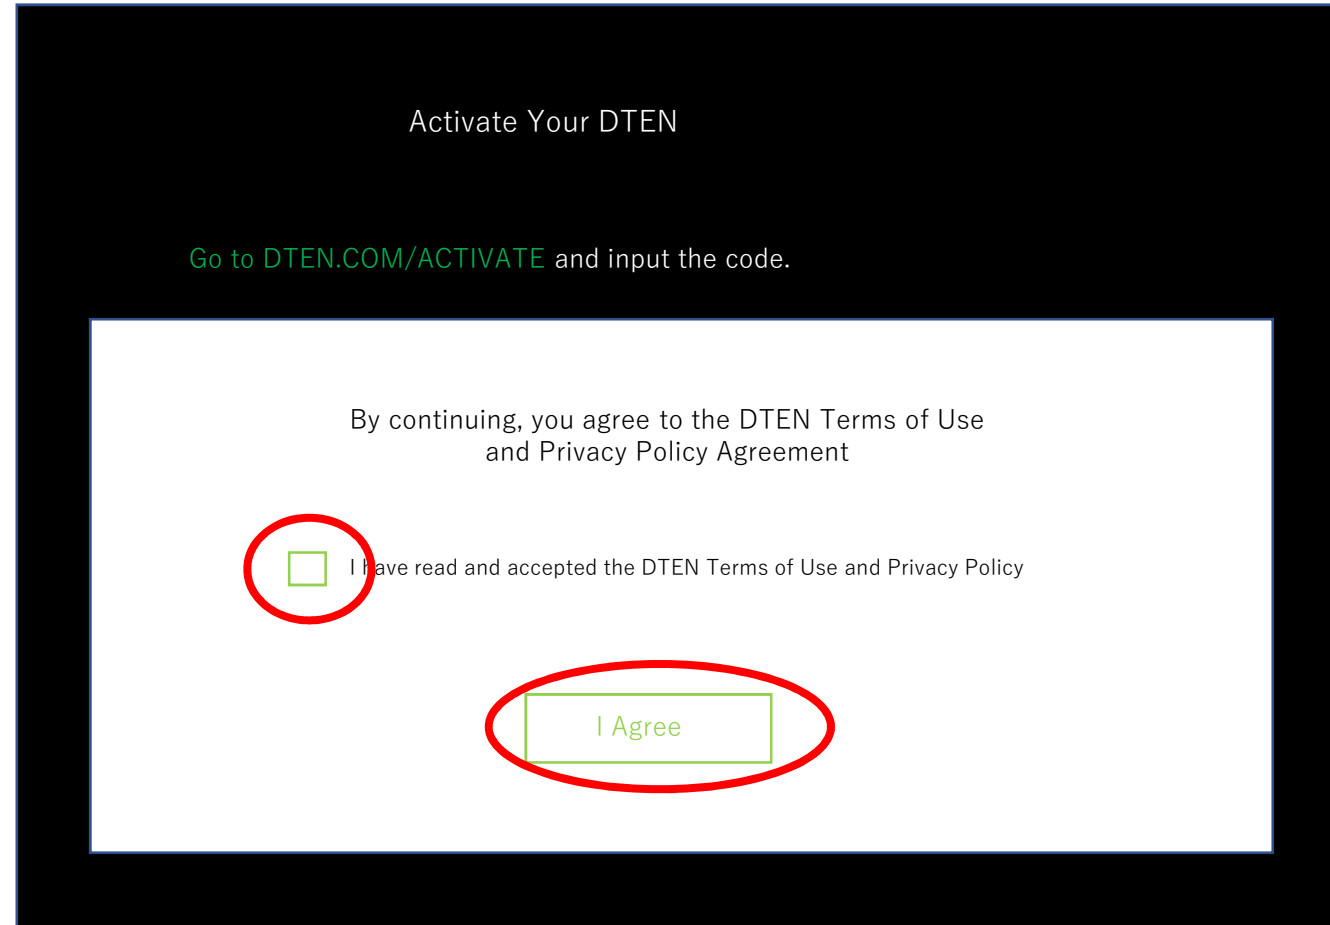 Activate Your DTEN
Go to DTEN.COM/ACTIVATE and input the code.
By continuing, you agree to the DTEN Terms of Use
and Privacy Policy Agreement
I have read and accepted the DTEN Terms of Use and Privacy Policy
I Agree